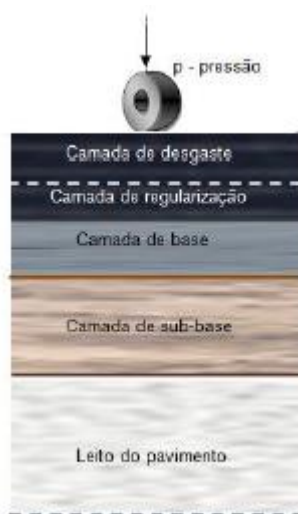 p - pressão
Camada de desgaste
Camada de regularização
Camada de base
Camada de sub-base
Leito do pavimento